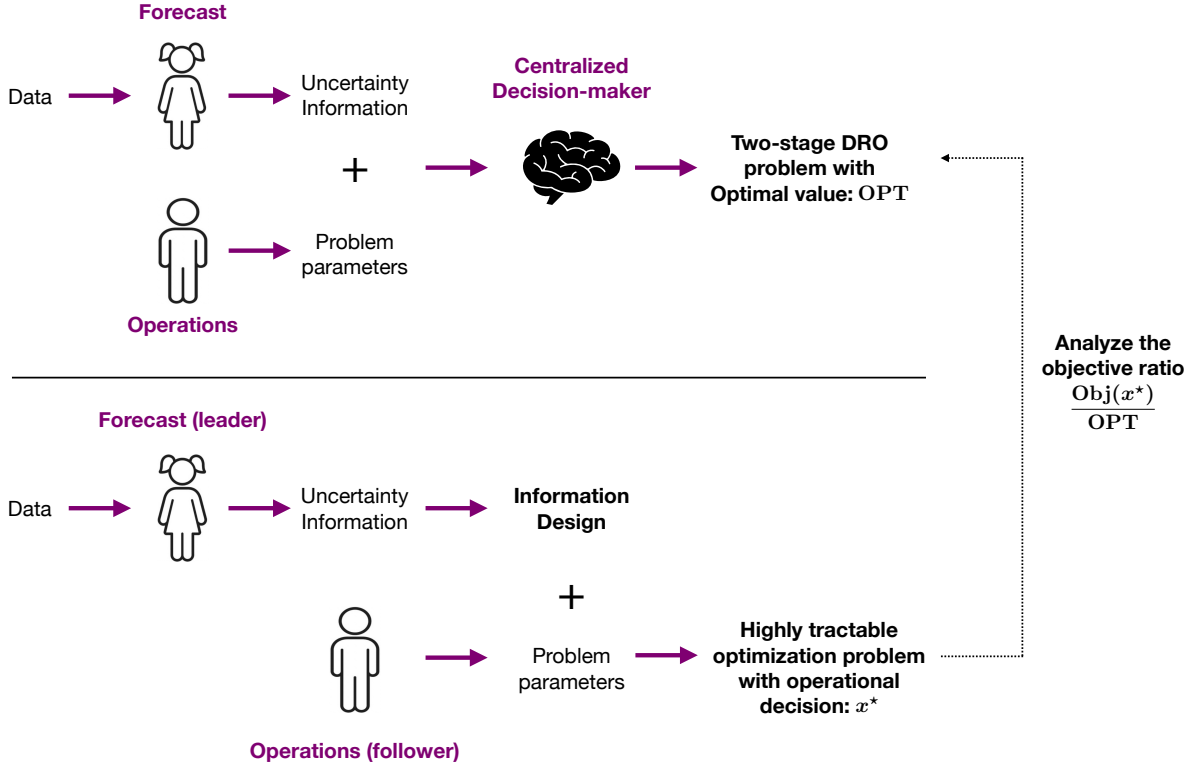 Forecast
Data
Uncertainty
Information
+
Problem
parameters
Operations
Centralized
Decision-maker
Two-stage DRO
problem with
Optimal value: OPT
Analyze the
objective ratio
Obj(x⋆)
OPT
Forecast (leader)
Data
Uncertainty
Information
Information
Design
+
Problem
parameters
Operations (follower)
Highly tractable
optimization problem
with operational
decision: x⋆